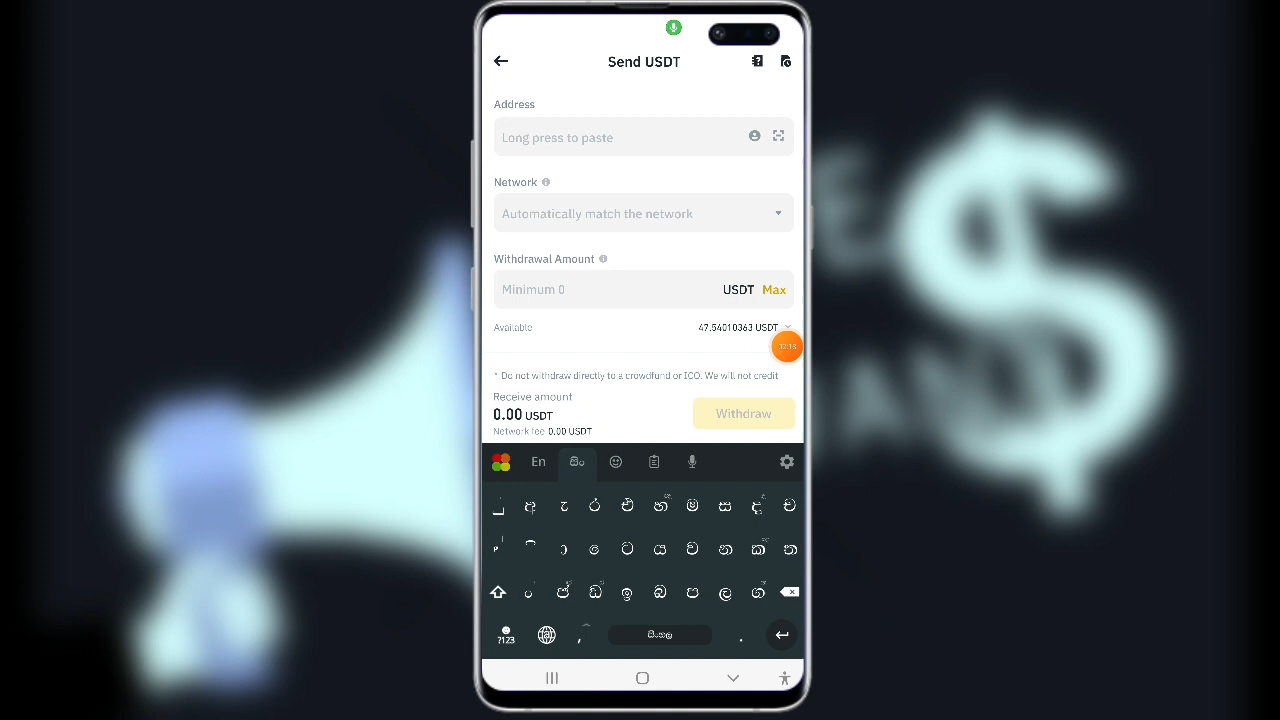 Send USDT
Address
Long press to paste
Network
Automatically match the network
Withdrawal Amount
Minimum 0 USDT Max
Available 47.54010363 USDT
* Do not withdraw directly to a crowdfund or ICO. We will not credit
Receive amount
0.00 USDT
Withdraw
Network fee 0.00 USDT
En සිං
අ ැ ර එ හ ම ස ද ච
ා ෙ ට ය ව න ක ත
ඩ ඉ බ ප ල ග
?123 , සිංහල .